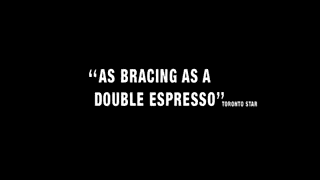 “AS BRACING AS A
DOUBLE ESPRESSO” TORONTO STAR